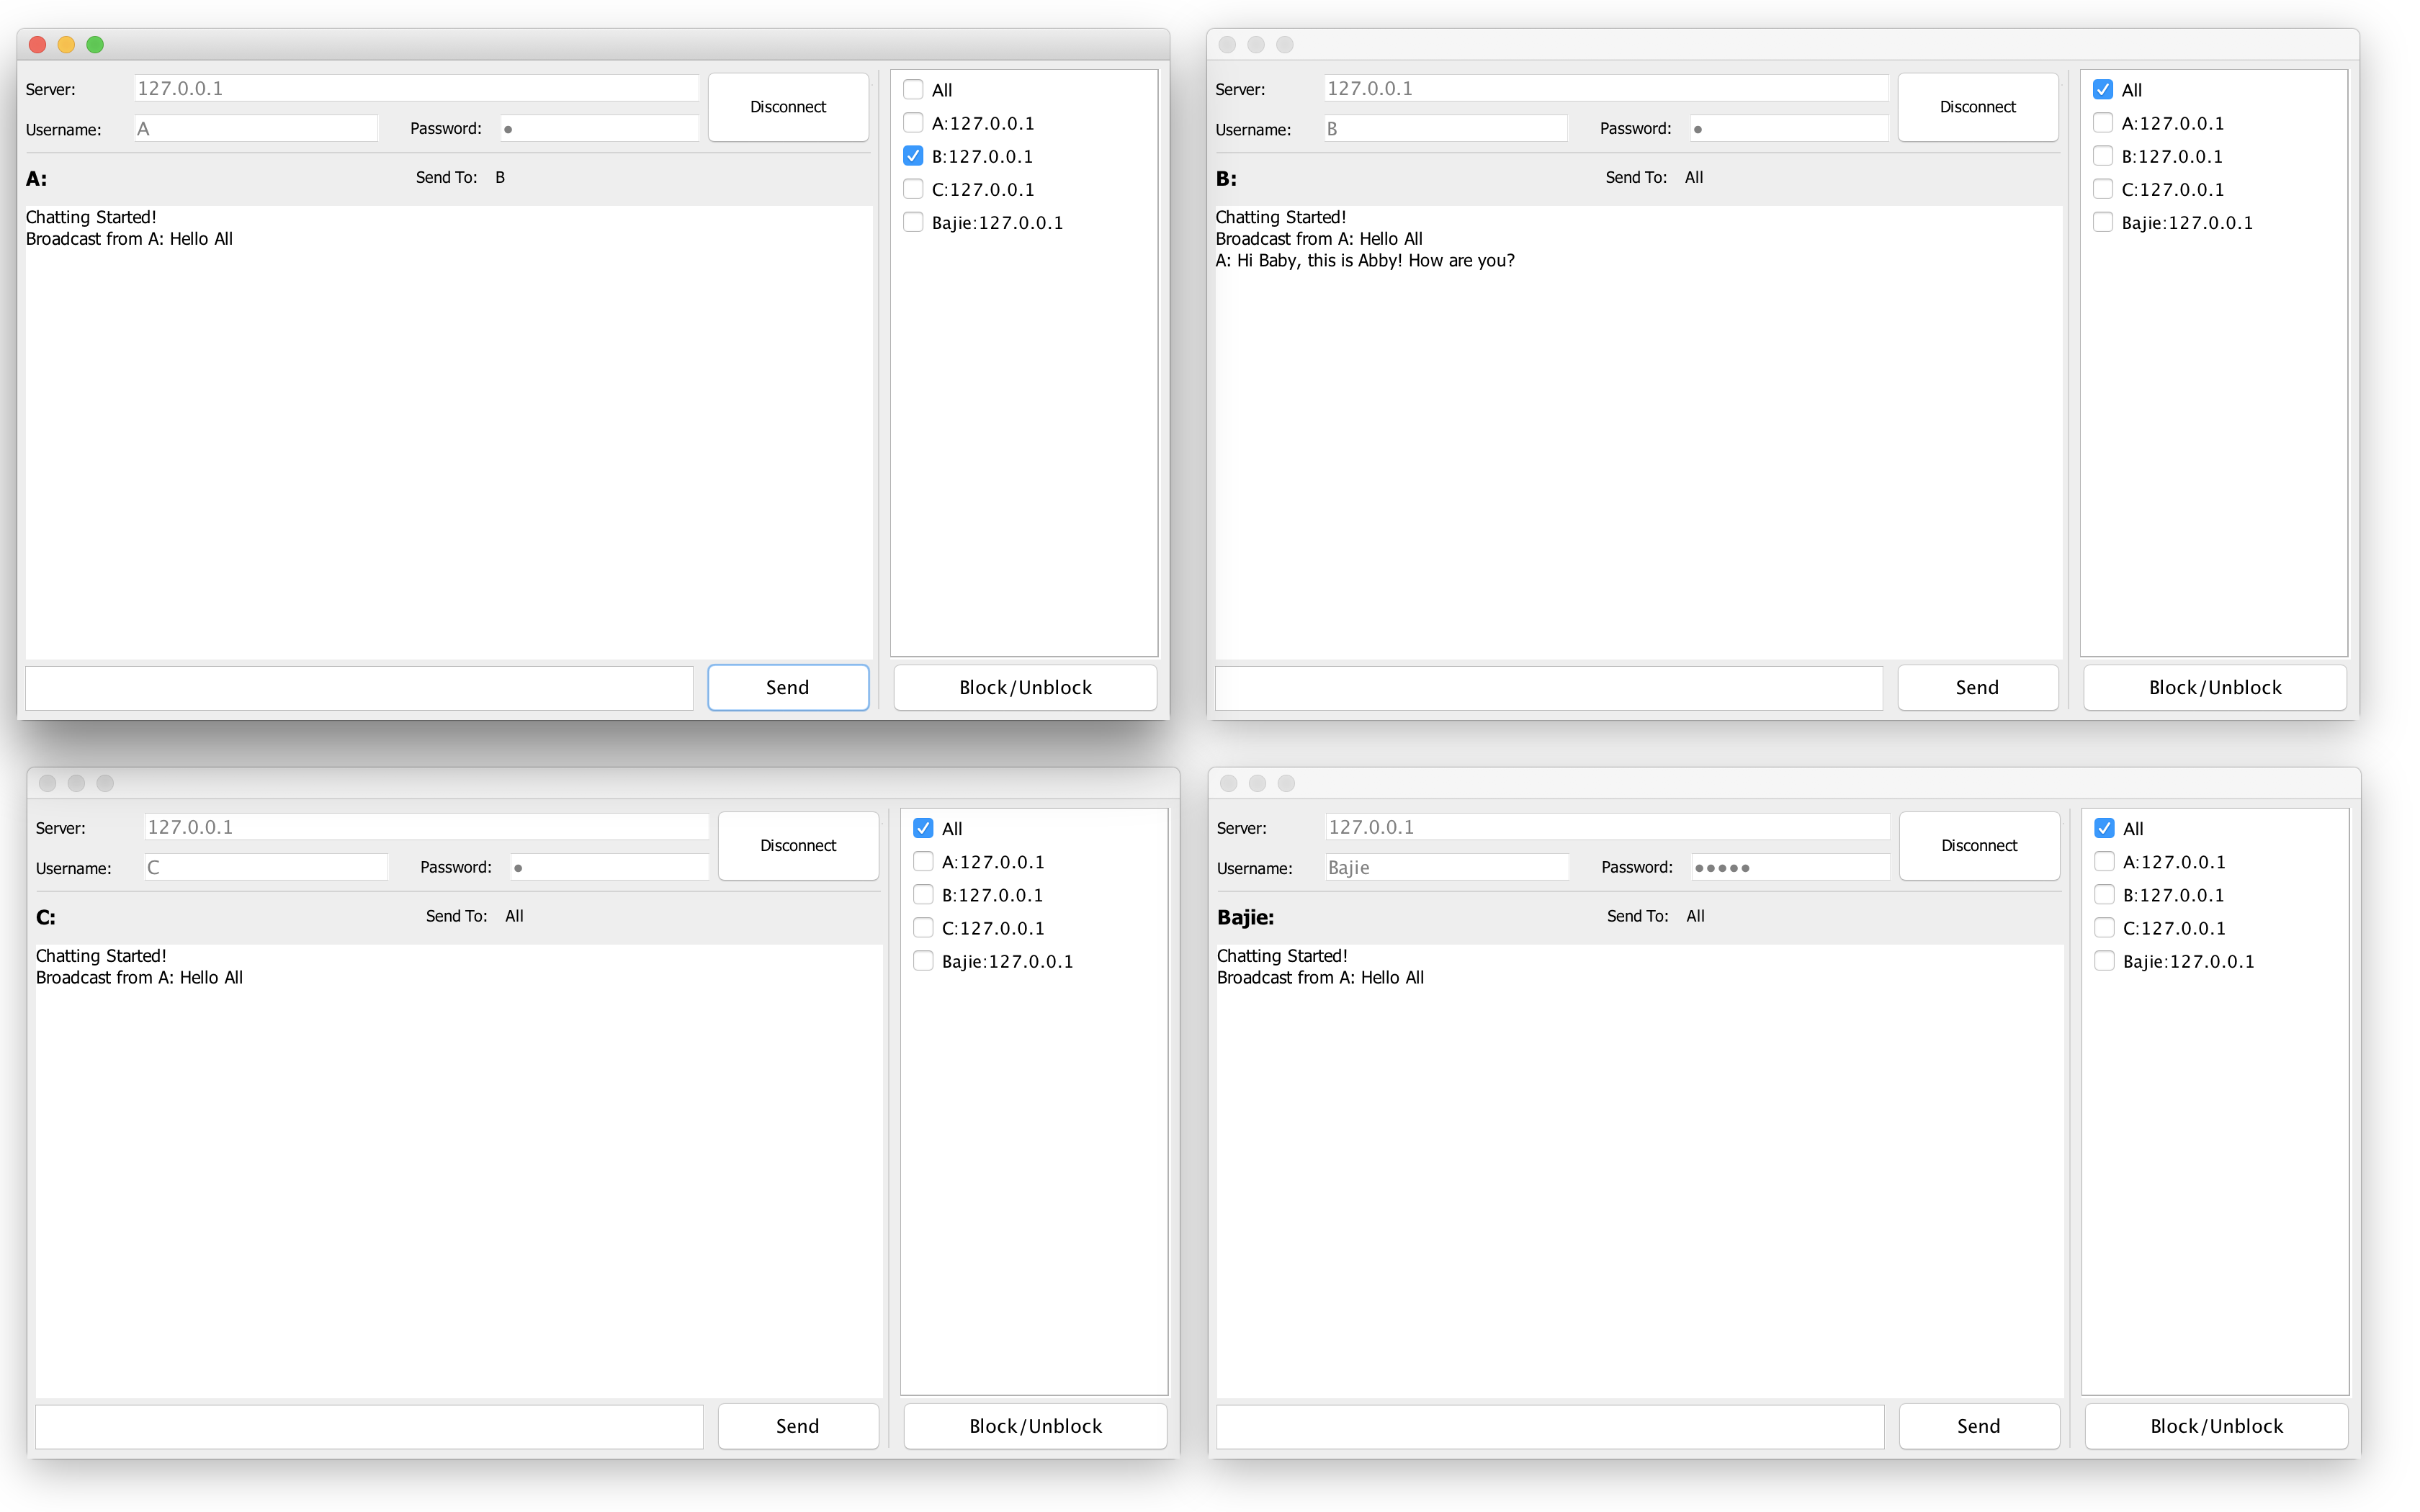 Server: 127.0.0.1 Disconnect
Username: A Password: ●
A: Send To: B
Chatting Started!
Broadcast from A: Hello All
Send
All
A:127.0.0.1
B:127.0.0.1
C:127.0.0.1
Bajie:127.0.0.1
Block/Unblock
Server: 127.0.0.1 Disconnect
Username: B Password: ●
B: Send To: All
Chatting Started!
Broadcast from A: Hello All
A: Hi Baby, this is Abby! How are you?
Send
All
A:127.0.0.1
B:127.0.0.1
C:127.0.0.1
Bajie:127.0.0.1
Block/Unblock
Server: 127.0.0.1 Disconnect
Username: C Password: ●
C: Send To: All
Chatting Started!
Broadcast from A: Hello All
Send
All
A:127.0.0.1
B:127.0.0.1
C:127.0.0.1
Bajie:127.0.0.1
Block/Unblock
Server: 127.0.0.1 Disconnect
Username: Bajie Password: ●●●●●
Bajie: Send To: All
Chatting Started!
Broadcast from A: Hello All
Send
All
A:127.0.0.1
B:127.0.0.1
C:127.0.0.1
Bajie:127.0.0.1
Block/Unblock